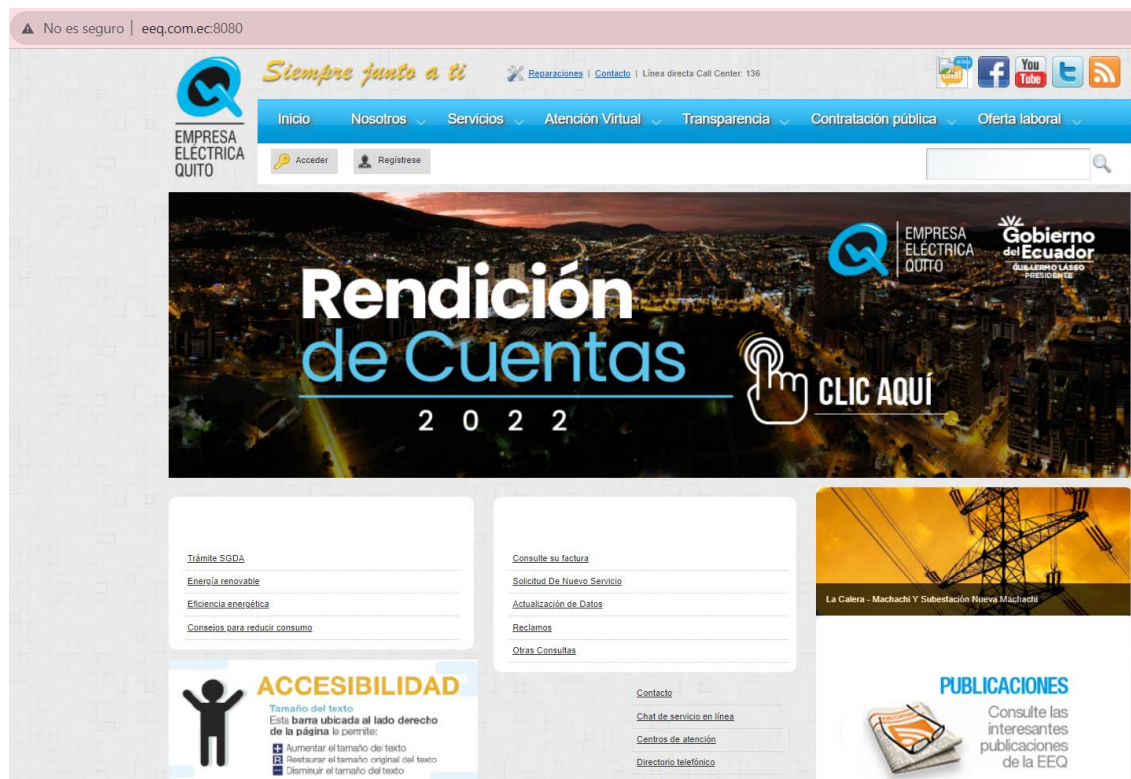 No es seguro | eeq.com.ec:8080
EMPRESA
ELÉCTRICA
QUITO
Siempre junto a ti
Reparaciones | Contacto | Línea directa Call Center: 136
chat
f
You
Tube
Inicio Nosotros Servicios Atención Virtual Transparencia Contratación pública Oferta laboral
Acceder Regístrese
Rendición
de Cuentas
2022
CLIC AQUÍ
EMPRESA
ELÉCTRICA
QUITO
Gobierno
del Ecuador
GUILLERMO LASSO
PRESIDENTE
Trámite SGDA
Energía renovable
Eficiencia energética
Consejos para reducir consumo
Consulte su factura
Solicitud De Nuevo Servicio
Actualización de Datos
Reclamos
Otras Consultas
La Calera - Machachi Y Subestación Nueva Machachi
ACCESIBILIDAD
Tamaño del texto
Esta barra ubicada al lado derecho
de la página le permite:
Aumentar el tamaño del texto
R Restaurar el tamaño original del texto
Disminuir el tamaño del texto
Contacto
Chat de servicio en línea
Centros de atención
Directorio telefónico
PUBLICACIONES
Consulte las
interesantes
publicaciones
de la EEQ